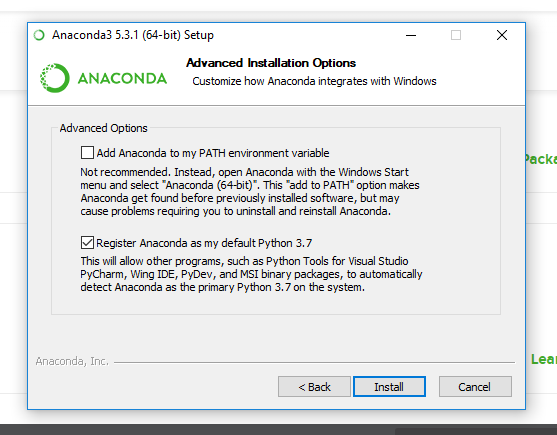 Anaconda3 5.3.1 (64-bit) Setup
ANACONDA
Advanced Installation Options
Customize how Anaconda integrates with Windows
Advanced Options
Add Anaconda to my PATH environment variable
Not recommended. Instead, open Anaconda with the Windows Start
menu and select "Anaconda (64-bit)". This "add to PATH" option makes
Anaconda get found before previously installed software, but may
cause problems requiring you to uninstall and reinstall Anaconda.
Register Anaconda as my default Python 3.7
This will allow other programs, such as Python Tools for Visual Studio
PyCharm, Wing IDE, PyDev, and MSI binary packages, to automatically
detect Anaconda as the primary Python 3.7 on the system.
Anaconda, Inc.
< Back
Install
Cancel
Packa
Lear